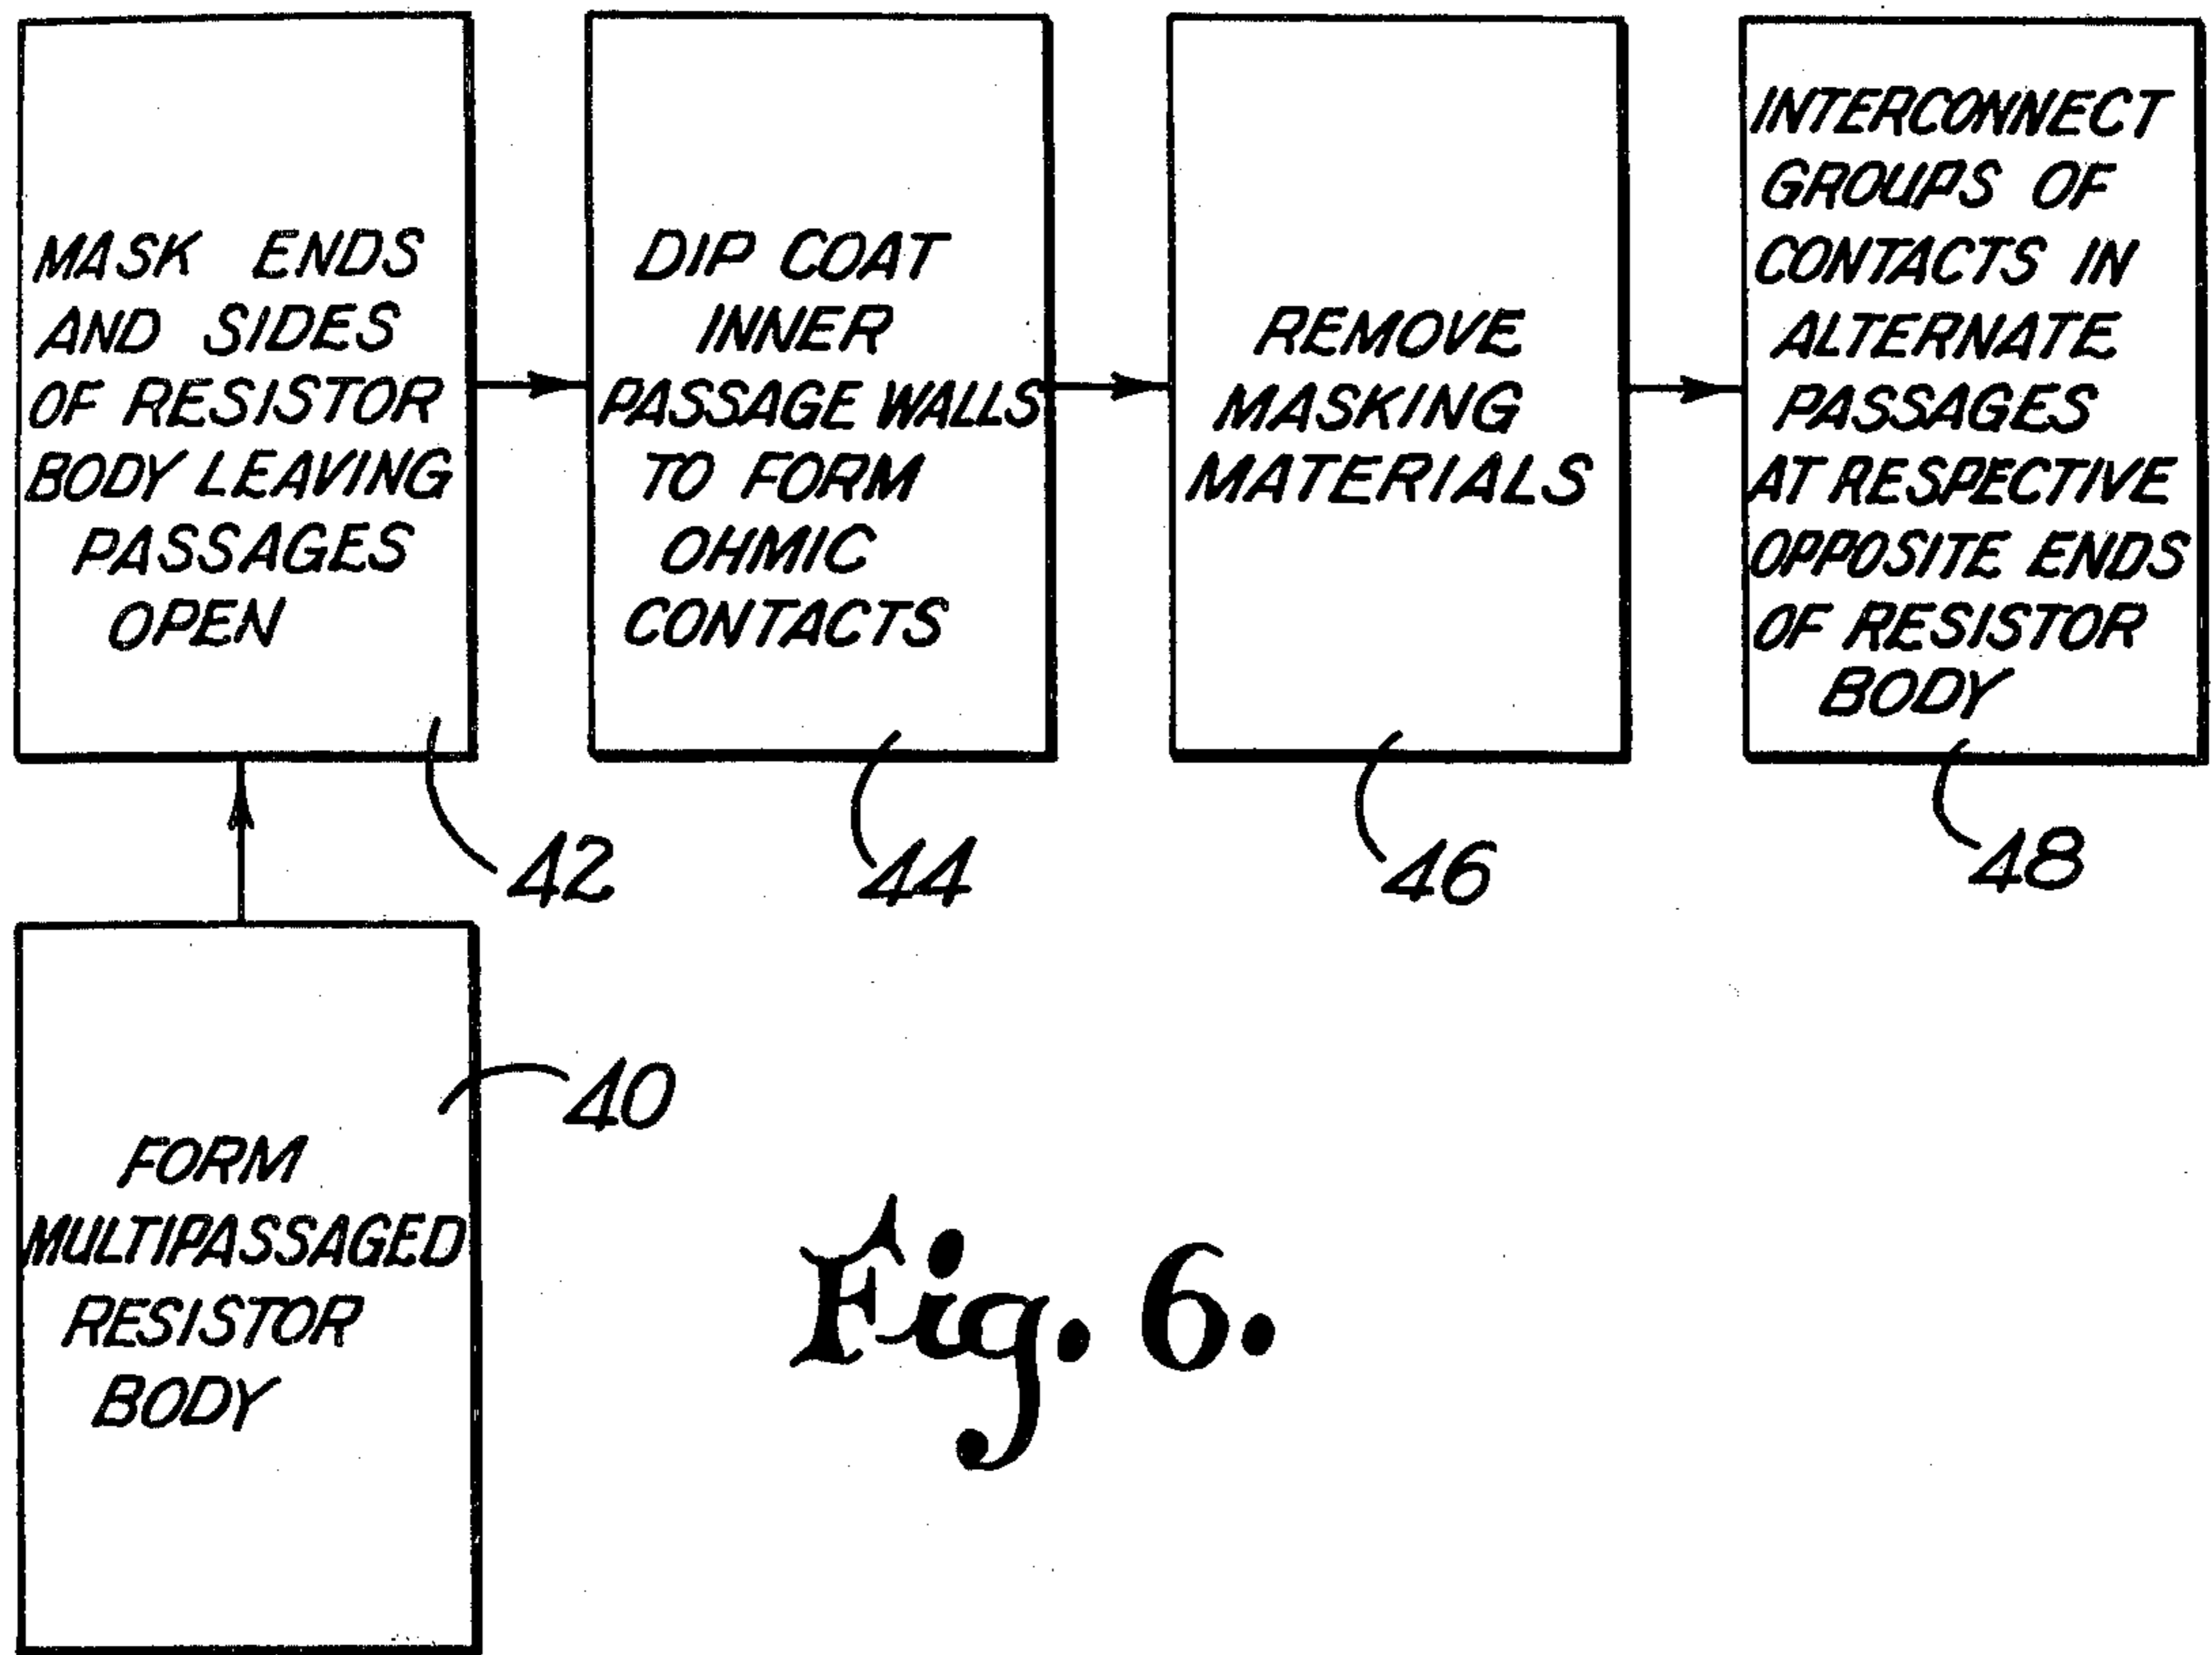 MASK ENDS
AND SIDES
OF RESISTOR
BODY LEAVING
PASSAGES
OPEN
42
DIP COAT
INNER
PASSAGE WALLS
TO FORM
OHMIC
CONTACTS
44
REMOVE
MASKING
MATERIALS
46
INTERCONNECT
GROUPS OF
CONTACTS IN
ALTERNATE
PASSAGES
AT RESPECTIVE
OPPOSITE ENDS
OF RESISTOR
BODY
48
40
FORM
MULTIPASSAGED
RESISTOR
BODY
Fig. 6.